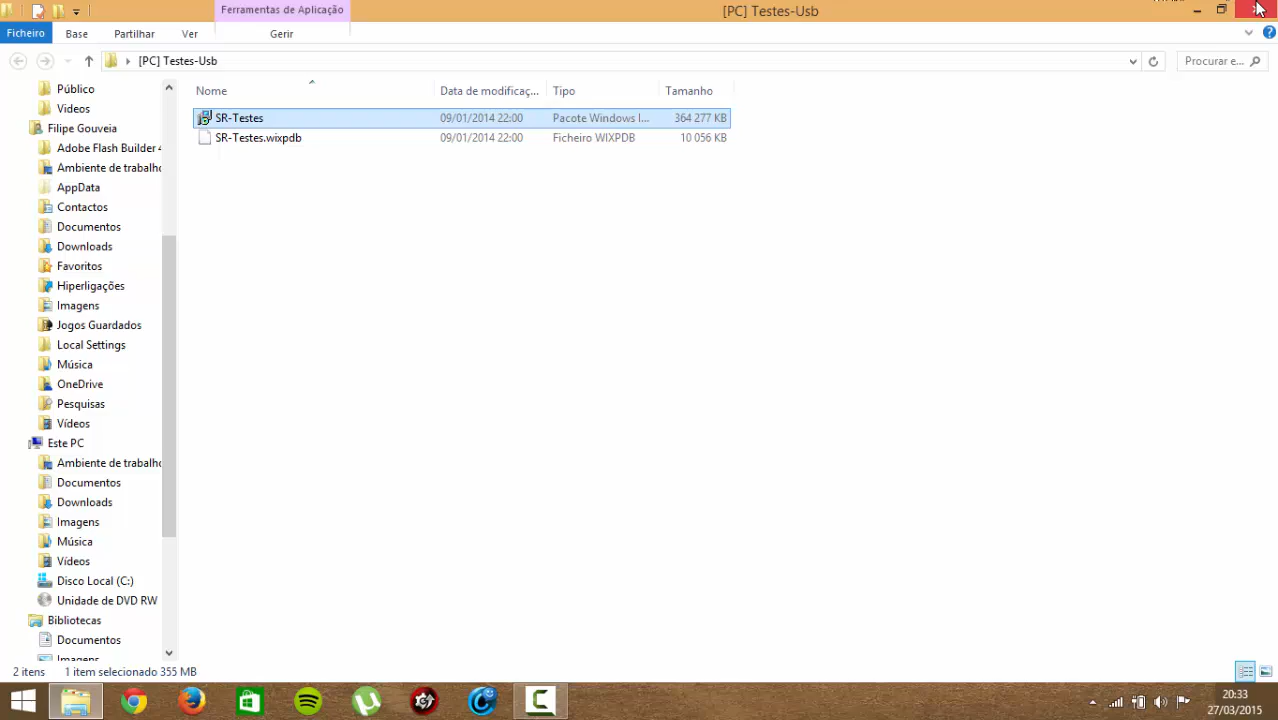 Ferramentas de Aplicação
[PC] Testes-Usb
Ficheiro
Base
Partilhar
Ver
Gerir
[PC] Testes-Usb
Procurar e...
Público
Videos
Filipe Gouveia
Adobe Flash Builder 4
Ambiente de trabalho
AppData
Contactos
Documentos
Downloads
Favoritos
Hiperligações
Imagens
Jogos Guardados
Local Settings
Música
OneDrive
Pesquisas
Vídeos
Este PC
Ambiente de trabalho
Documentos
Downloads
Imagens
Música
Vídeos
Disco Local (C:)
Unidade de DVD RW
Bibliotecas
Documentos
Imagens
Nome
Data de modificaç...
Tipo
Tamanho
SR-Testes
09/01/2014 22:00
Pacote Windows I...
364 277 KB
SR-Testes.wixpdb
09/01/2014 22:00
Ficheiro WIXPDB
10 056 KB
2 itens
1 item selecionado 355 MB
20:33
27/03/2015